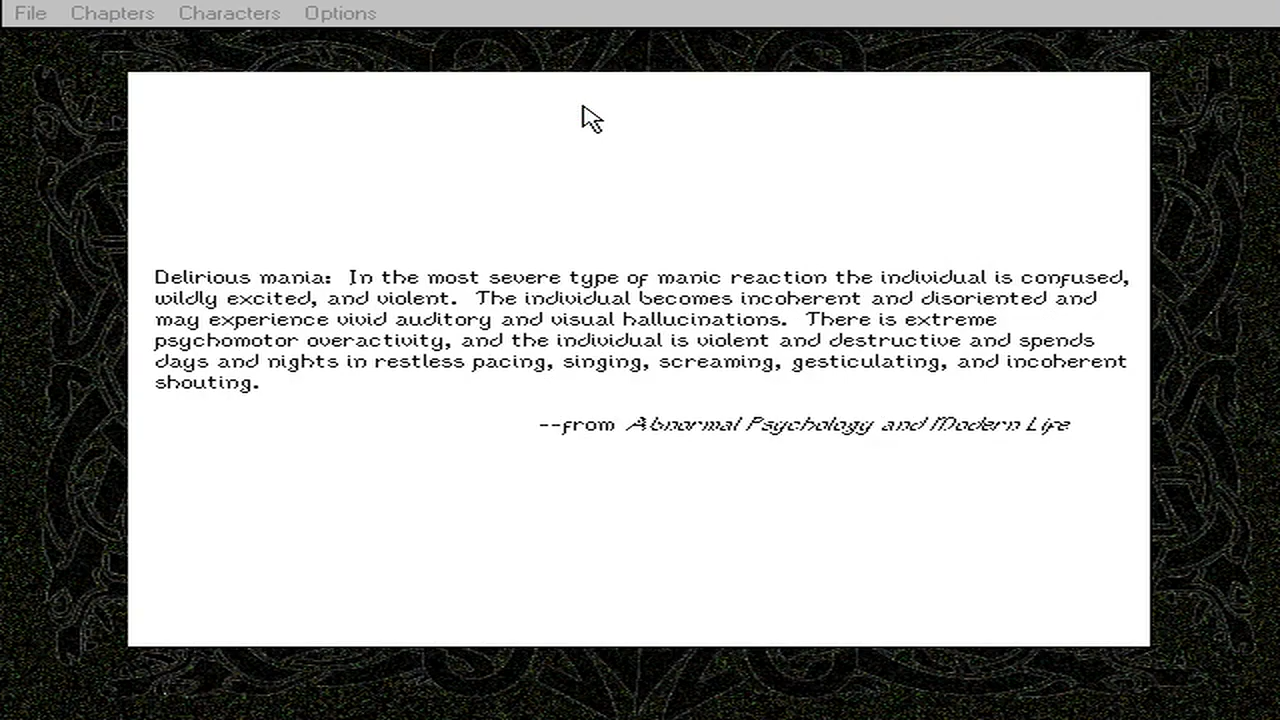 File Chapters Characters Options
Delirious mania: In the most severe type of manic reaction the individual is confused,
wildly excited, and violent. The individual becomes incoherent and disoriented and
may experience vivid auditory and visual hallucinations. There is extreme
psychomotor overactivity, and the individual is violent and destructive and spends
days and nights in restless pacing, singing, screaming, gesticulating, and incoherent
shouting.
--from Abnormal Psychology and Modern Life